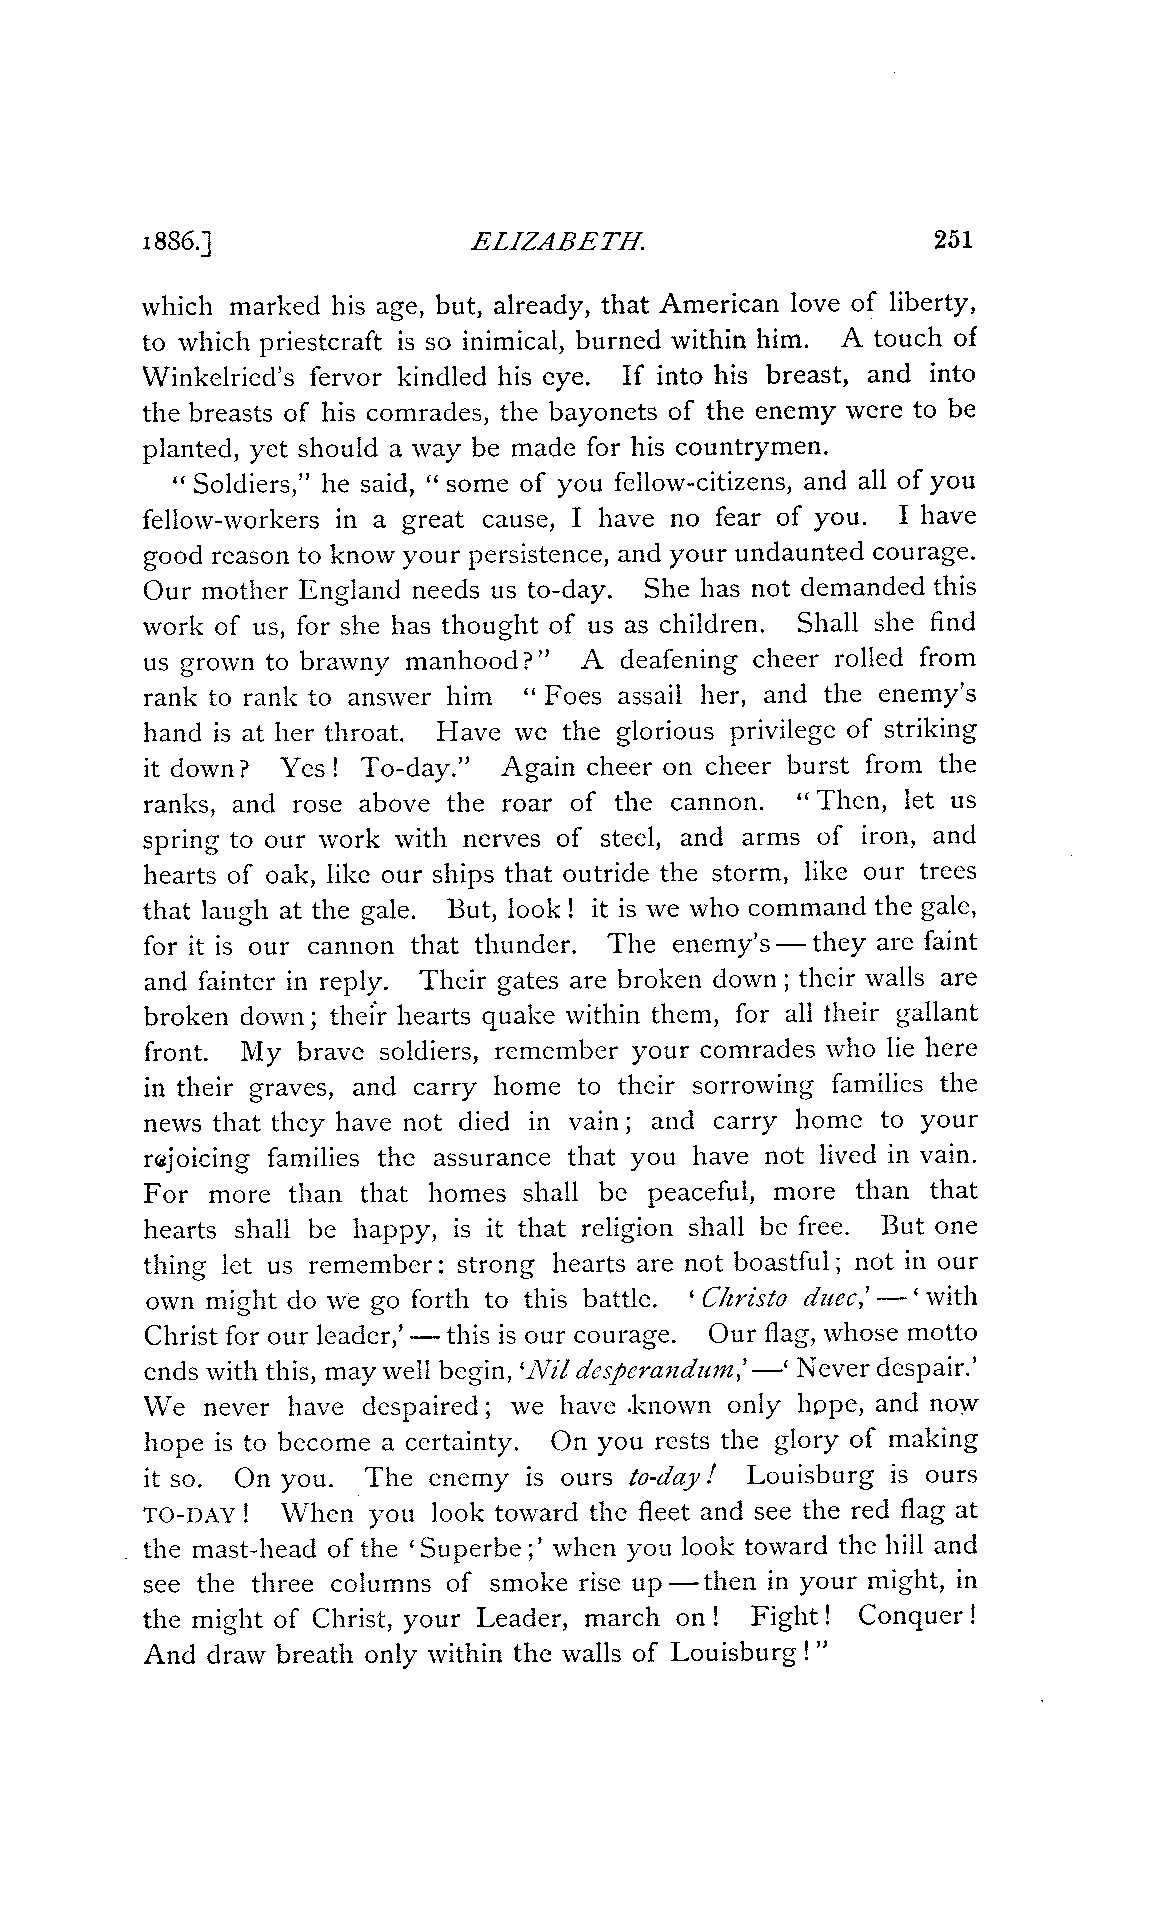 1886.] ELIZABETH. 251
which marked his age, but, already, that American love of liberty,
to which priestcraft is so inimical, burned within him. A touch of
Winkelried's fervor kindled his eye. If into his breast, and into
the breasts of his comrades, the bayonets of the enemy were to be
planted, yet should a way be made for his countrymen.
"Soldiers," he said, "some of you fellow-citizens, and all of you
fellow-workers in a great cause, I have no fear of you. I have
good reason to know your persistence, and your undaunted courage.
Our mother England needs us to-day. She has not demanded this
work of us, for she has thought of us as children. Shall she find
us grown to brawny manhood?" A deafening cheer rolled from
rank to rank to answer him "Foes assail her, and the enemy's
hand is at her throat. Have we the glorious privilege of striking
it down? Yes! To-day." Again cheer on cheer burst from the
ranks, and rose above the roar of the cannon. "Then, let us
spring to our work with nerves of steel, and arms of iron, and
hearts of oak, like our ships that outride the storm, like our trees
that laugh at the gale. But, look! it is we who command the gale,
for it is our cannon that thunder. The enemy's—they are faint
and fainter in reply. Their gates are broken down; their walls are
broken down; their hearts quake within them, for all their gallant
front. My brave soldiers, remember your comrades who lie here
in their graves, and carry home to their sorrowing families the
news that they have not died in vain; and carry home to your
rejoicing families the assurance that you have not lived in vain.
For more than that homes shall be peaceful, more than that
hearts shall be happy, is it that religion shall be free. But one
thing let us remember: strong hearts are not boastful; not in our
own might do we go forth to this battle. 'Christo duce,'—'with
Christ for our leader,'—this is our courage. Our flag, whose motto
ends with this, may well begin, 'Nil desperandum,'—'Never despair.'
We never have despaired; we have known only hope, and now
hope is to become a certainty. On you rests the glory of making
it so. On you. The enemy is ours to-day! Louisburg is ours
TO-DAY! When you look toward the fleet and see the red flag at
the mast-head of the 'Superbe;' when you look toward the hill and
see the three columns of smoke rise up—then in your might, in
the might of Christ, your Leader, march on! Fight! Conquer!
And draw breath only within the walls of Louisburg!"